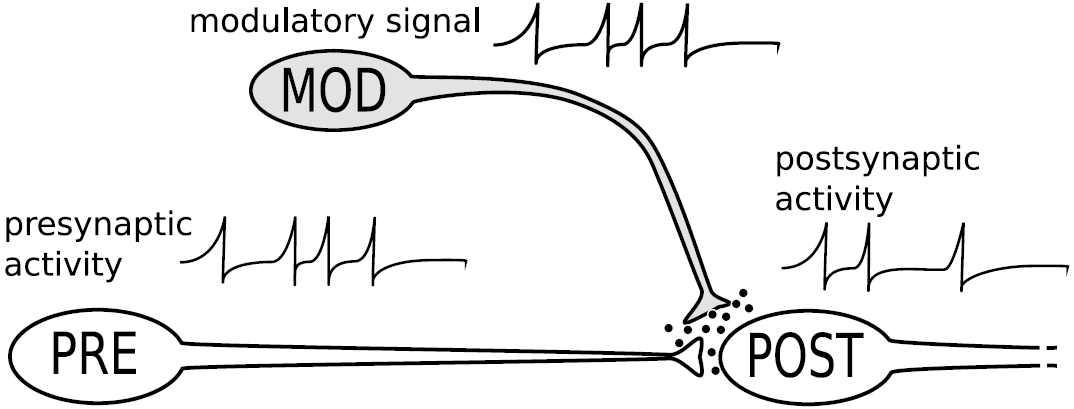 modulatory signal
MOD
postsynaptic
activity
presynaptic
activity
PRE
POST